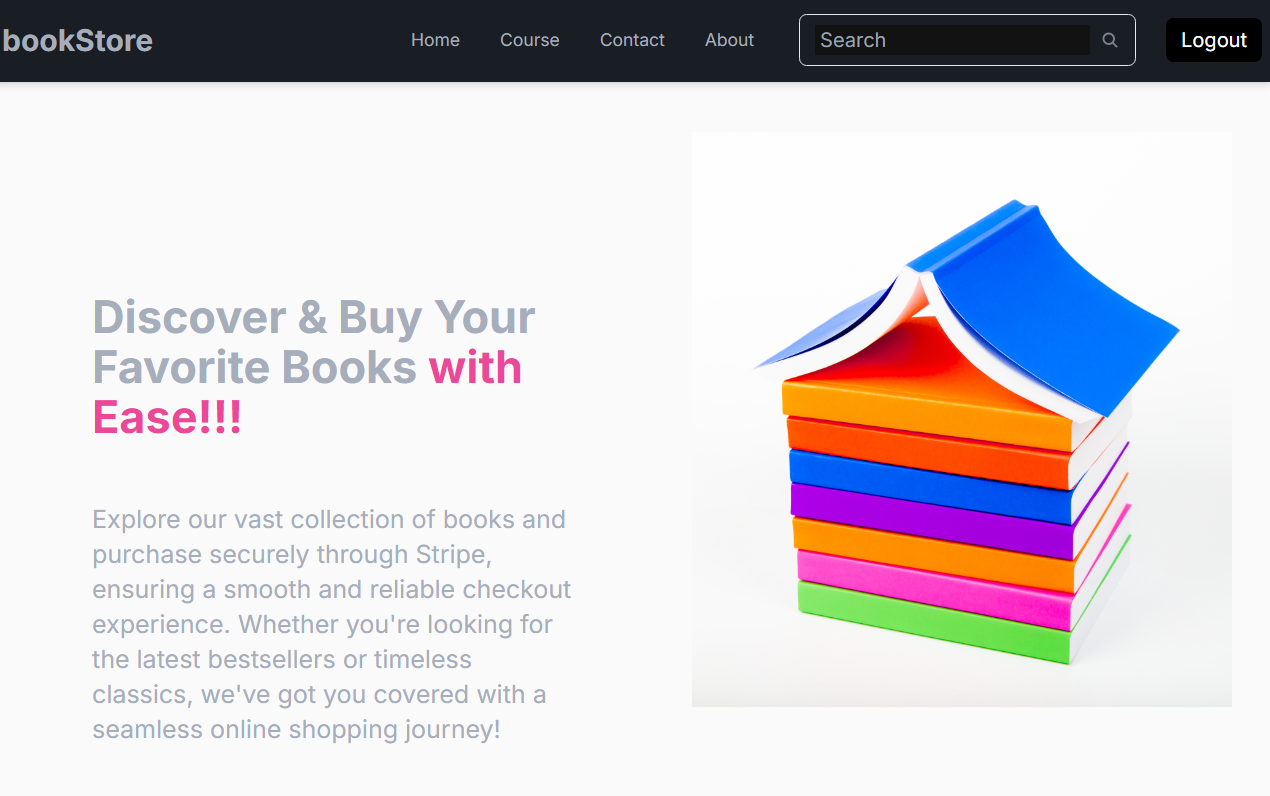 bookStore
Home
Course
Contact
About
Search
Logout
Discover & Buy Your
Favorite Books with
Ease!!!
Explore our vast collection of books and
purchase securely through Stripe,
ensuring a smooth and reliable checkout
experience. Whether you're looking for
the latest bestsellers or timeless
classics, we've got you covered with a
seamless online shopping journey!